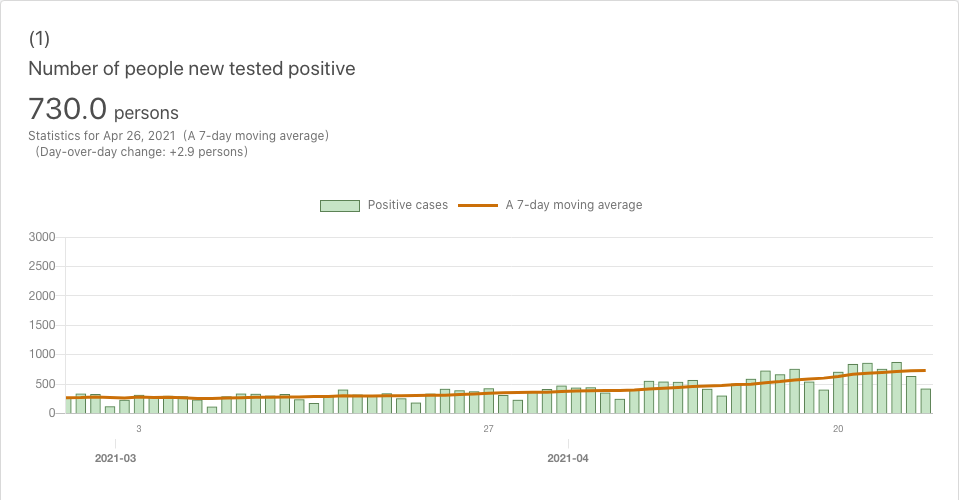 (1)
Number of people new tested positive
730.0 persons
Statistics for Apr 26, 2021 (A 7-day moving average)
(Day-over-day change: +2.9 persons)
Positive cases A 7-day moving average
3000
2500
2000
1500
1000
500
0
3 27 20
2021-03 2021-04